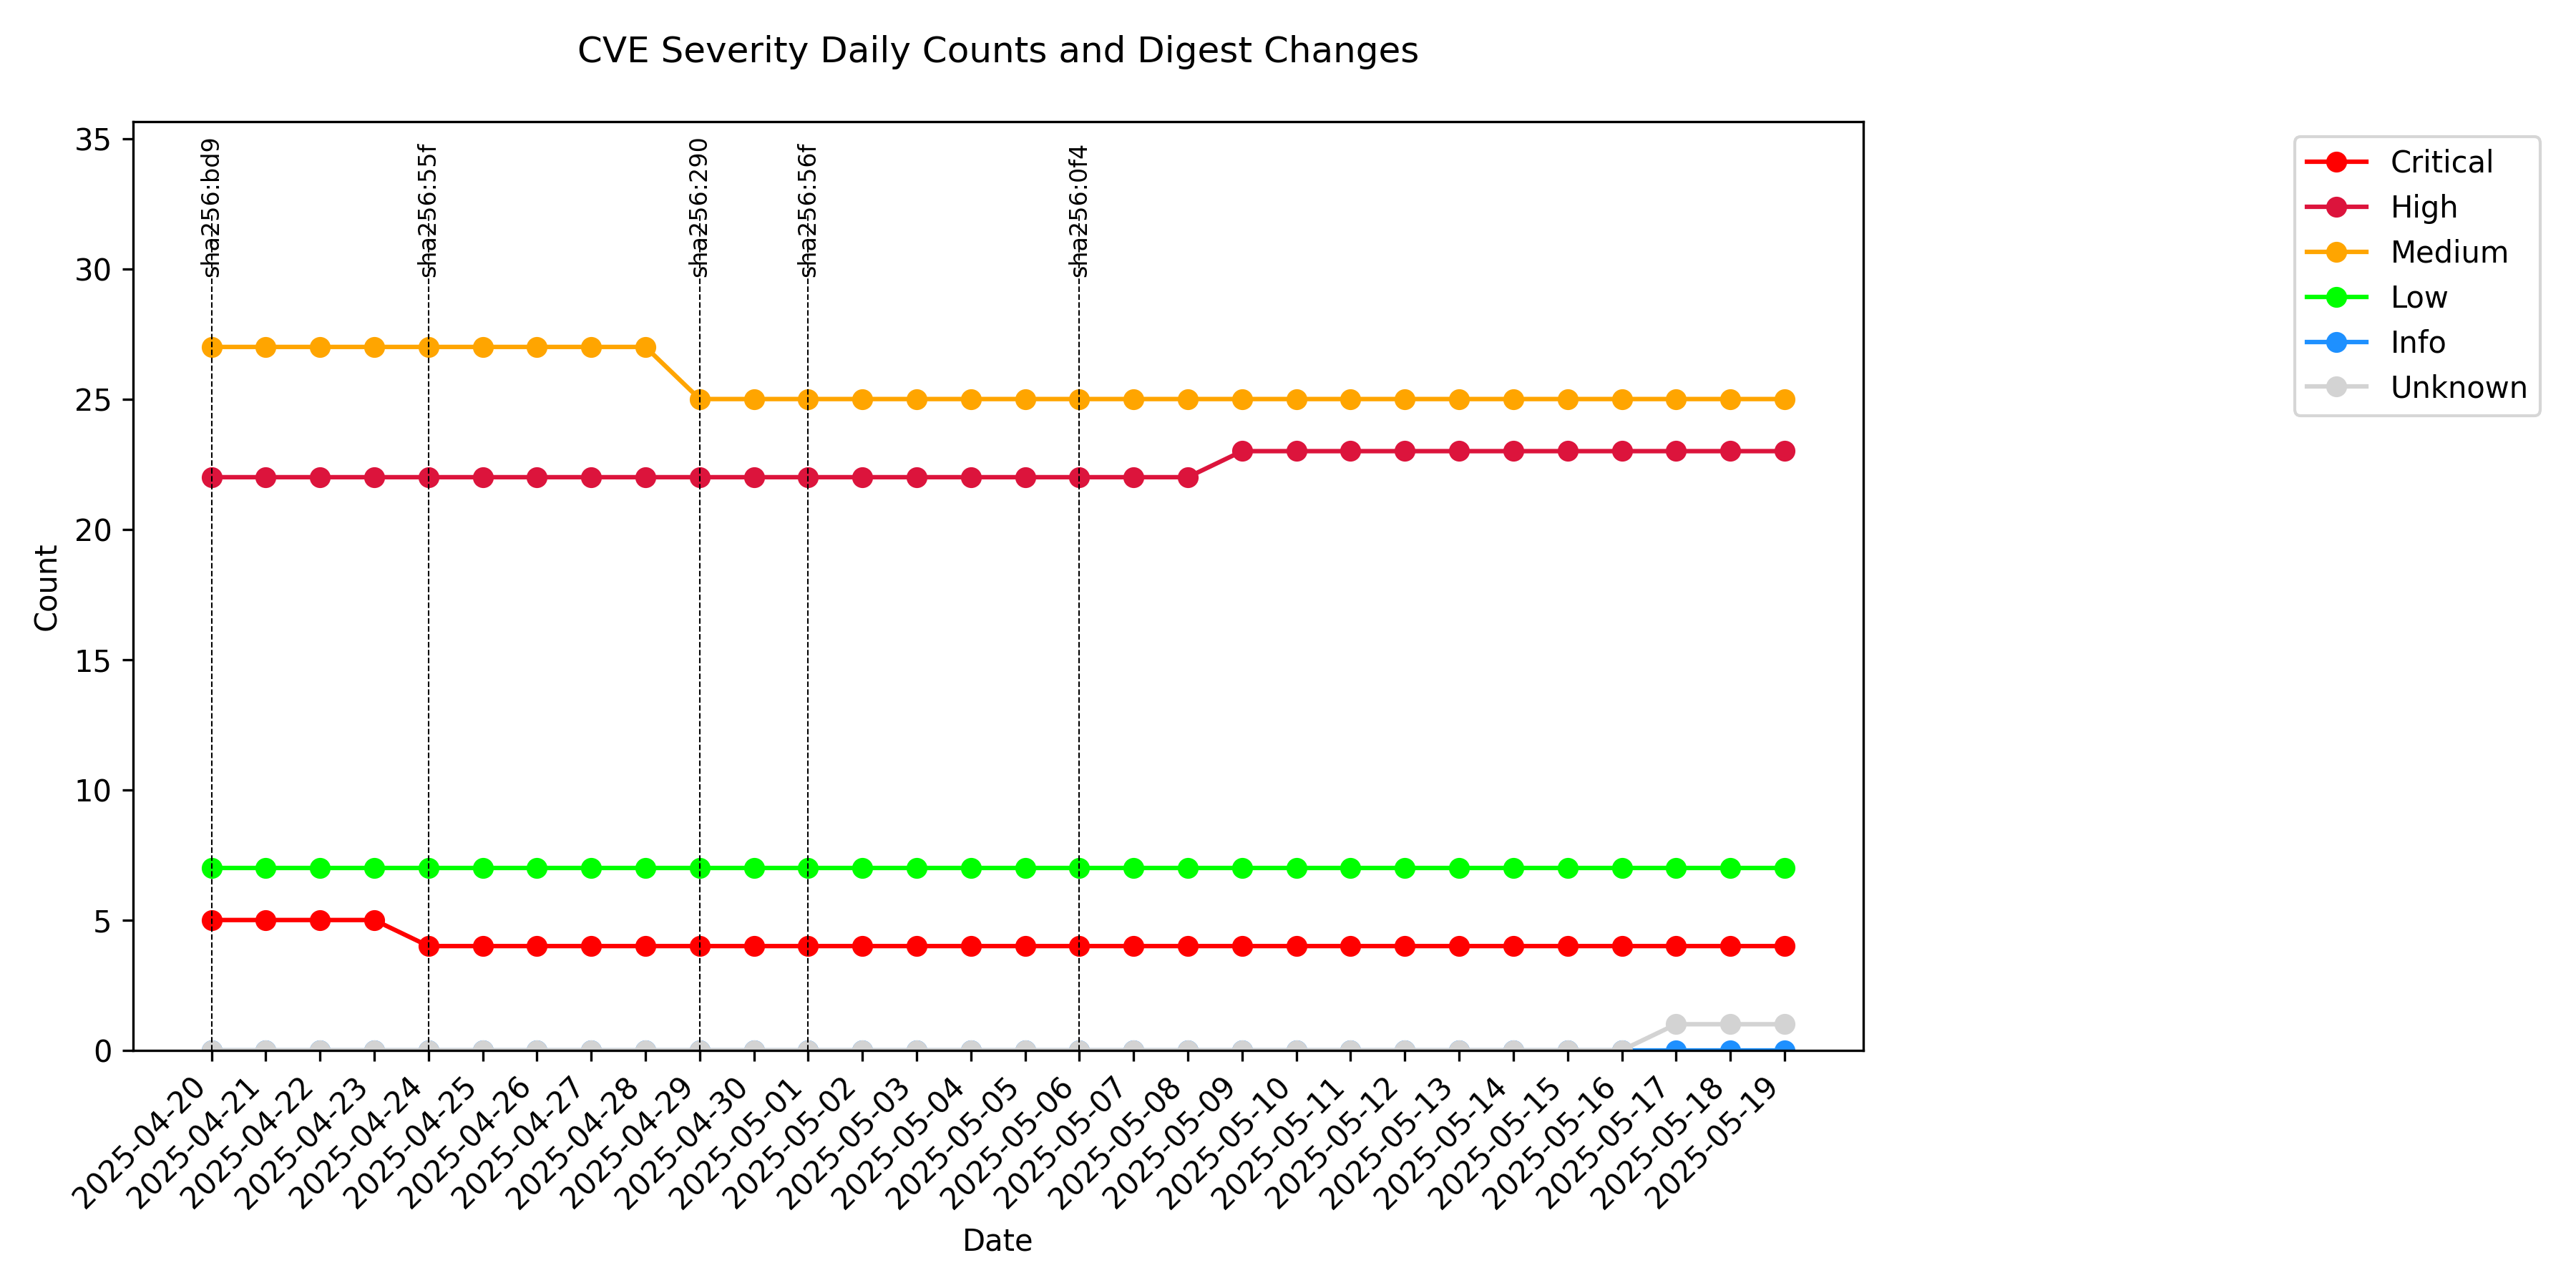 CVE Severity Daily Counts and Digest Changes
35
30
25
20
15
10
5
0
Count
sha256:bd9
sha256:55f
sha256:290
sha256:56f
sha256:0f4
Critical
High
Medium
Low
Info
Unknown
2025-04-20
2025-04-21
2025-04-22
2025-04-23
2025-04-24
2025-04-25
2025-04-26
2025-04-27
2025-04-28
2025-04-29
2025-04-30
2025-05-01
2025-05-02
2025-05-03
2025-05-04
2025-05-05
2025-05-06
2025-05-07
2025-05-08
2025-05-09
2025-05-10
2025-05-11
2025-05-12
2025-05-13
2025-05-14
2025-05-15
2025-05-16
2025-05-17
2025-05-18
2025-05-19
Date